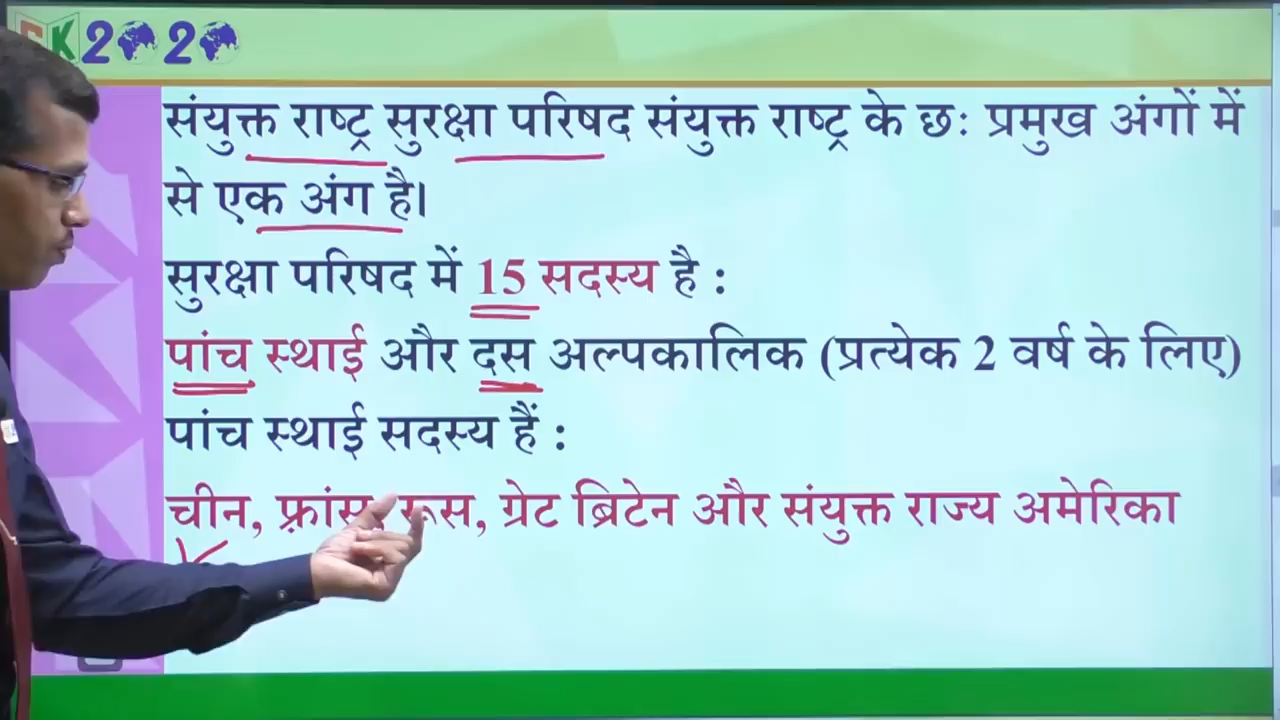 GK2020
संयुक्त राष्ट्र सुरक्षा परिषद संयुक्त राष्ट्र के छः प्रमुख अंगों में
से एक अंग है।
सुरक्षा परिषद में 15 सदस्य है :
पांच स्थाई और दस अल्पकालिक (प्रत्येक 2 वर्ष के लिए)
पांच स्थाई सदस्य हैं :
चीन, फ़्रांस, रूस, ग्रेट ब्रिटेन और संयुक्त राज्य अमेरिका